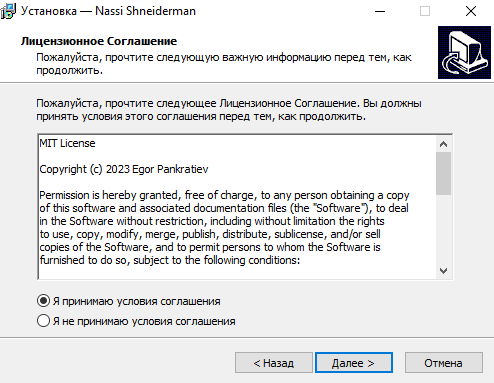 Установка — Nassi Shneiderman
Лицензионное Соглашение
Пожалуйста, прочтите следующую важную информацию перед тем, как
продолжить.
Пожалуйста, прочтите следующее Лицензионное Соглашение. Вы должны
принять условия этого соглашения перед тем, как продолжить.
MIT License
Copyright (c) 2023 Egor Pankratiev
Permission is hereby granted, free of charge, to any person obtaining a copy
of this software and associated documentation files (the "Software"), to deal
in the Software without restriction, including without limitation the rights
to use, copy, modify, merge, publish, distribute, sublicense, and/or sell
copies of the Software, and to permit persons to whom the Software is
furnished to do so, subject to the following conditions:
Я принимаю условия соглашения
Я не принимаю условия соглашения
< Назад
Далее >
Отмена